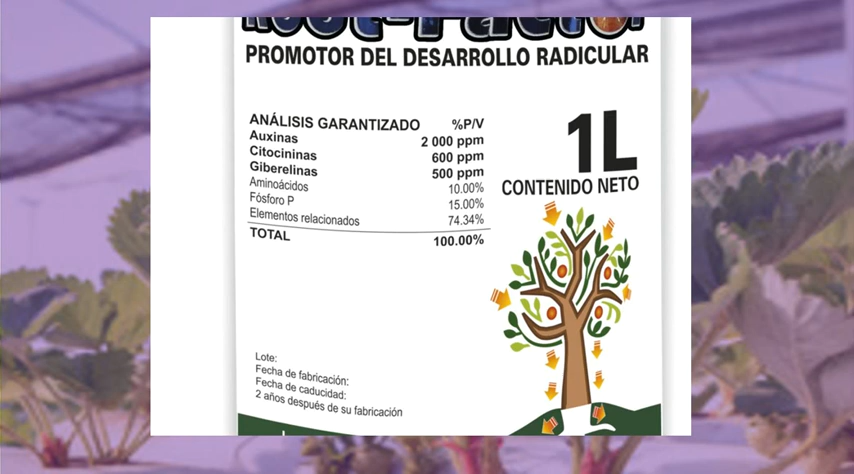 Root-Factor
PROMOTOR DEL DESARROLLO RADICULAR
ANÁLISIS GARANTIZADO %P/V
Auxinas 2 000 ppm
Citocininas 600 ppm
Giberelinas 500 ppm
Aminoácidos 10.00%
Fósforo P 15.00%
Elementos relacionados 74.34%
TOTAL 100.00%
1L
CONTENIDO NETO
Lote:
Fecha de fabricación:
Fecha de caducidad:
2 años después de su fabricación